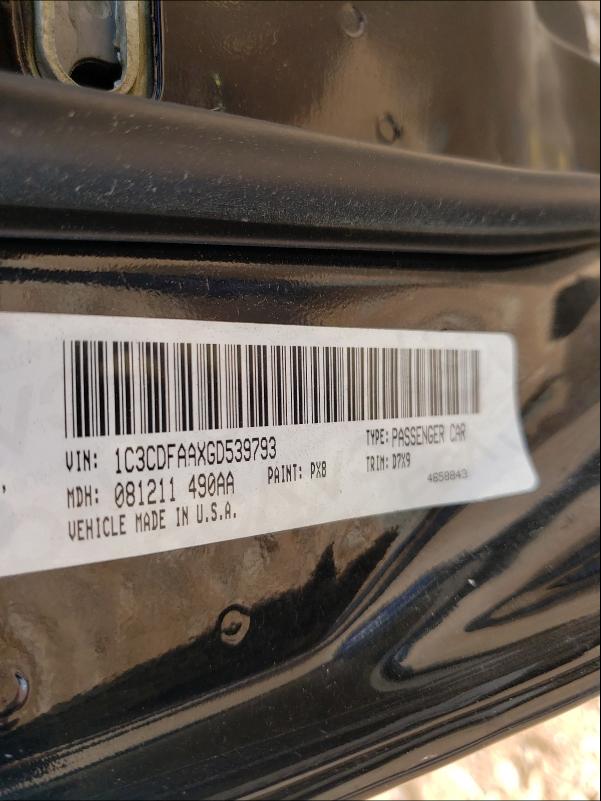 VIN: 1C3CDFAAXGD539793 TYPE: PASSENGER CAR
MDH: 081211 490AA PAINT: PX8 TRIM: D7X9
VEHICLE MADE IN U.S.A. 4658843